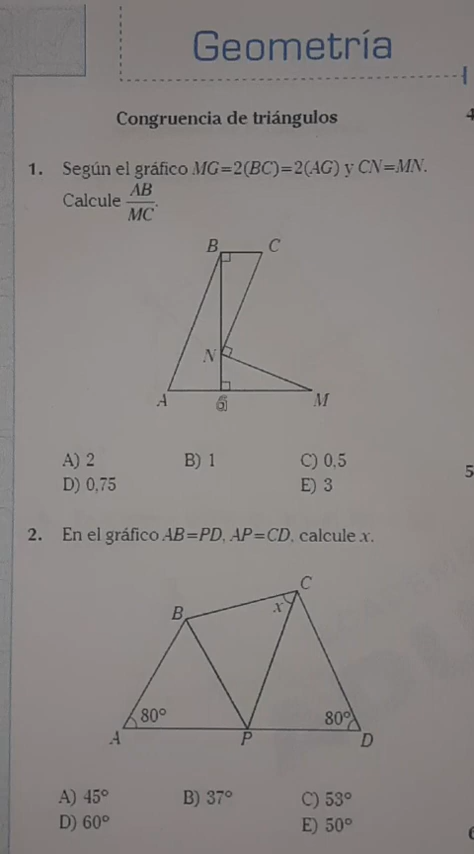 Geometría
Congruencia de triángulos
4
1. Según el gráfico MG=2(BC)=2(AG) y CN=MN.
Calcule AB/MC.
B C
N
A G M
A) 2 B) 1 C) 0,5
D) 0,75 E) 3
5
2. En el gráfico AB=PD, AP=CD, calcule x.
C
B x
80° 80°
A P D
A) 45° B) 37° C) 53°
D) 60° E) 50°